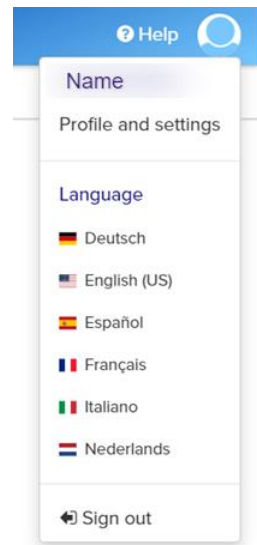 Help
Name
Profile and settings
Language
Deutsch
English (US)
Español
Français
Italiano
Nederlands
Sign out